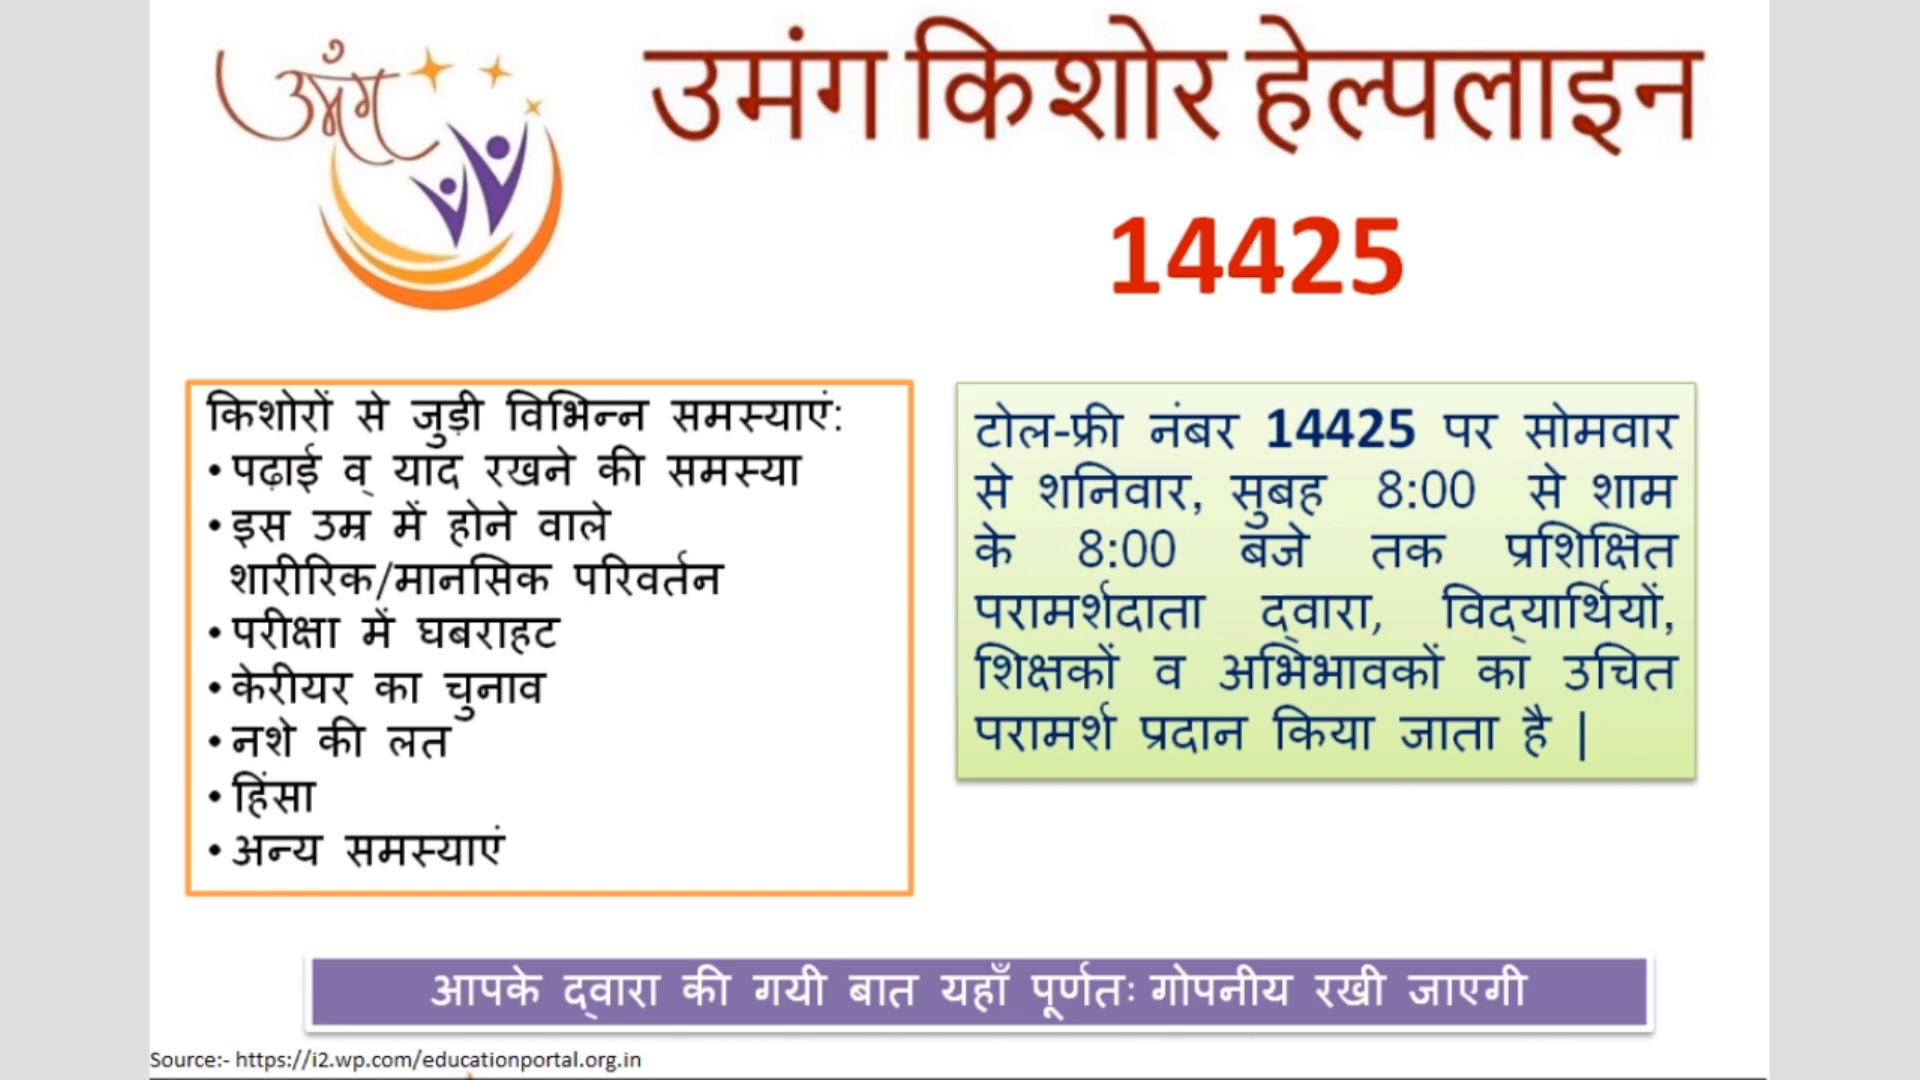 उमंग
उमंग किशोर हेल्पलाइन
14425
किशोरों से जुड़ी विभिन्न समस्याएं:
• पढ़ाई व् याद रखने की समस्या
• इस उम्र में होने वाले
शारीरिक/मानसिक परिवर्तन
• परीक्षा में घबराहट
• केरीयर का चुनाव
• नशे की लत
• हिंसा
• अन्य समस्याएं
टोल-फ्री नंबर 14425 पर सोमवार
से शनिवार, सुबह 8:00 से शाम
के 8:00 बजे तक प्रशिक्षित
परामर्शदाता द्वारा, विद्यार्थियों,
शिक्षकों व अभिभावकों का उचित
परामर्श प्रदान किया जाता है |
आपके द्वारा की गयी बात यहाँ पूर्णतः गोपनीय रखी जाएगी
Source:- https://i2.wp.com/educationportal.org.in